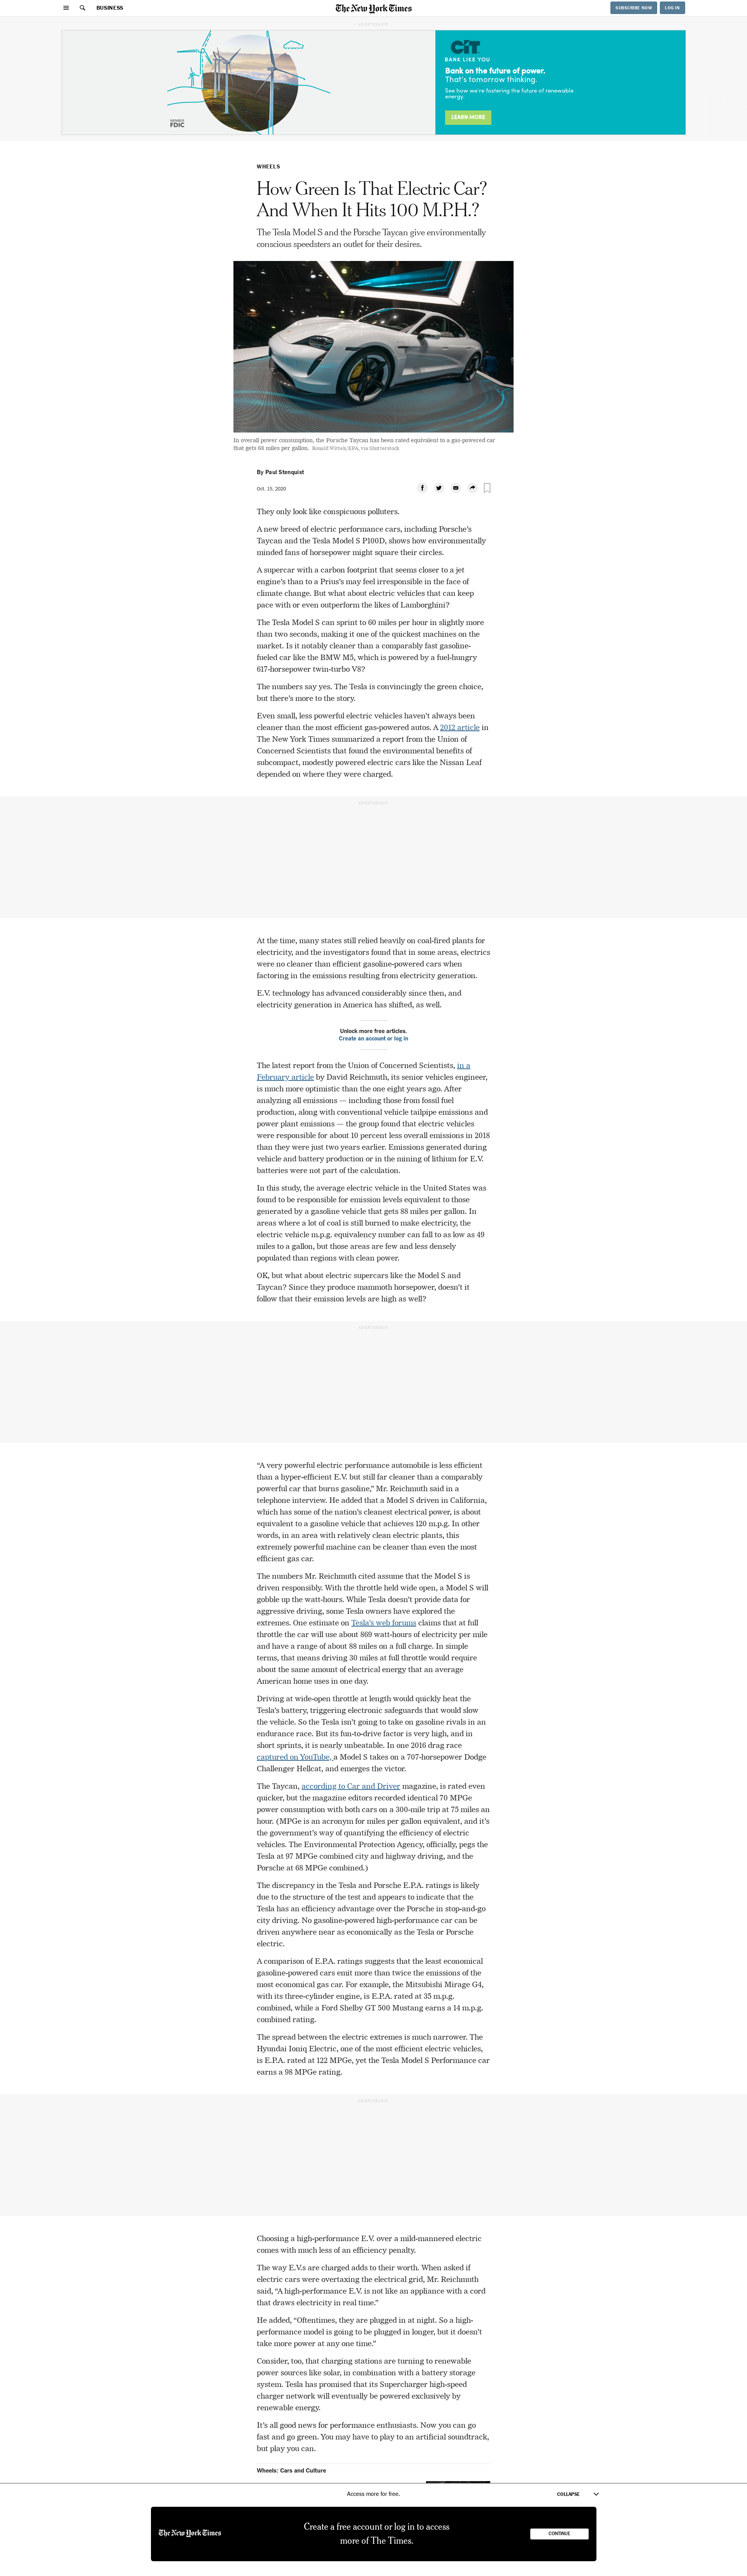 BUSINESS
The New York Times
SUBSCRIBE NOW
LOG IN
ADVERTISEMENT
CIT
BANK LIKE YOU
Bank on the future of power.
That's tomorrow thinking.
See how we're fostering the future of renewable
energy.
LEARN MORE
MEMBER
FDIC
WHEELS
How Green Is That Electric Car?
And When It Hits 100 M.P.H.?
The Tesla Model S and the Porsche Taycan give environmentally
conscious speedsters an outlet for their desires.
In overall power consumption, the Porsche Taycan has been rated equivalent to a gas-powered car
that gets 68 miles per gallon. Ronald Wittek/EPA, via Shutterstock
By Paul Stenquist
Oct. 15, 2020
They only look like conspicuous polluters.
A new breed of electric performance cars, including Porsche's
Taycan and the Tesla Model S P100D, shows how environmentally
minded fans of horsepower might square their circles.
A supercar with a carbon footprint that seems closer to a jet
engine's than to a Prius's may feel irresponsible in the face of
climate change. But what about electric vehicles that can keep
pace with or even outperform the likes of Lamborghini?
The Tesla Model S can sprint to 60 miles per hour in slightly more
than two seconds, making it one of the quickest machines on the
market. Is it notably cleaner than a comparably fast gasoline-
fueled car like the BMW M5, which is powered by a fuel-hungry
617-horsepower twin-turbo V8?
The numbers say yes. The Tesla is convincingly the green choice,
but there's more to the story.
Even small, less powerful electric vehicles haven't always been
cleaner than the most efficient gas-powered autos. A 2012 article in
The New York Times summarized a report from the Union of
Concerned Scientists that found the environmental benefits of
subcompact, modestly powered electric cars like the Nissan Leaf
depended on where they were charged.
ADVERTISEMENT
At the time, many states still relied heavily on coal-fired plants for
electricity, and the investigators found that in some areas, electrics
were no cleaner than efficient gasoline-powered cars when
factoring in the emissions resulting from electricity generation.
E.V. technology has advanced considerably since then, and
electricity generation in America has shifted, as well.
Unlock more free articles.
Create an account or log in
The latest report from the Union of Concerned Scientists, in a
February article by David Reichmuth, its senior vehicles engineer,
is much more optimistic than the one eight years ago. After
analyzing all emissions — including those from fossil fuel
production, along with conventional vehicle tailpipe emissions and
power plant emissions — the group found that electric vehicles
were responsible for about 10 percent less overall emissions in 2018
than they were just two years earlier. Emissions generated during
vehicle and battery production or in the mining of lithium for E.V.
batteries were not part of the calculation.
In this study, the average electric vehicle in the United States was
found to be responsible for emission levels equivalent to those
generated by a gasoline vehicle that gets 88 miles per gallon. In
areas where a lot of coal is still burned to make electricity, the
electric vehicle m.p.g. equivalency number can fall to as low as 49
miles to a gallon, but those areas are few and less densely
populated than regions with clean power.
OK, but what about electric supercars like the Model S and
Taycan? Since they produce mammoth horsepower, doesn't it
follow that their emission levels are high as well?
ADVERTISEMENT
“A very powerful electric performance automobile is less efficient
than a hyper-efficient E.V. but still far cleaner than a comparably
powerful car that burns gasoline,” Mr. Reichmuth said in a
telephone interview. He added that a Model S driven in California,
which has some of the nation's cleanest electrical power, is about
equivalent to a gasoline vehicle that achieves 120 m.p.g. In other
words, in an area with relatively clean electric plants, this
extremely powerful machine can be cleaner than even the most
efficient gas car.
The numbers Mr. Reichmuth cited assume that the Model S is
driven responsibly. With the throttle held wide open, a Model S will
gobble up the watt-hours. While Tesla doesn't provide data for
aggressive driving, some Tesla owners have explored the
extremes. One estimate on Tesla's web forums claims that at full
throttle the car will use about 869 watt-hours of electricity per mile
and have a range of about 88 miles on a full charge. In simple
terms, that means driving 30 miles at full throttle would require
about the same amount of electrical energy that an average
American home uses in one day.
Driving at wide-open throttle at length would quickly heat the
Tesla's battery, triggering electronic safeguards that would slow
the vehicle. So the Tesla isn't going to take on gasoline rivals in an
endurance race. But its fun-to-drive factor is very high, and in
short sprints, it is nearly unbeatable. In one 2016 drag race
captured on YouTube, a Model S takes on a 707-horsepower Dodge
Challenger Hellcat, and emerges the victor.
The Taycan, according to Car and Driver magazine, is rated even
quicker, but the magazine editors recorded identical 70 MPGe
power consumption with both cars on a 300-mile trip at 75 miles an
hour. (MPGe is an acronym for miles per gallon equivalent, and it's
the government's way of quantifying the efficiency of electric
vehicles. The Environmental Protection Agency, officially, pegs the
Tesla at 97 MPGe combined city and highway driving, and the
Porsche at 68 MPGe combined.)
The discrepancy in the Tesla and Porsche E.P.A. ratings is likely
due to the structure of the test and appears to indicate that the
Tesla has an efficiency advantage over the Porsche in stop-and-go
city driving. No gasoline-powered high-performance car can be
driven anywhere near as economically as the Tesla or Porsche
electric.
A comparison of E.P.A. ratings suggests that the least economical
gasoline-powered cars emit more than twice the emissions of the
most economical gas car. For example, the Mitsubishi Mirage G4,
with its three-cylinder engine, is E.P.A. rated at 35 m.p.g.
combined, while a Ford Shelby GT 500 Mustang earns a 14 m.p.g.
combined rating.
The spread between the electric extremes is much narrower. The
Hyundai Ioniq Electric, one of the most efficient electric vehicles,
is E.P.A. rated at 122 MPGe, yet the Tesla Model S Performance car
earns a 98 MPGe rating.
ADVERTISEMENT
Choosing a high-performance E.V. over a mild-mannered electric
comes with much less of an efficiency penalty.
The way E.V.s are charged adds to their worth. When asked if
electric cars were overtaxing the electrical grid, Mr. Reichmuth
said, “A high-performance E.V. is not like an appliance with a cord
that draws electricity in real time.”
He added, “Oftentimes, they are plugged in at night. So a high-
performance model is going to be plugged in longer, but it doesn't
take more power at any one time.”
Consider, too, that charging stations are turning to renewable
power sources like solar, in combination with a battery storage
system. Tesla has promised that its Supercharger high-speed
charger network will eventually be powered exclusively by
renewable energy.
It's all good news for performance enthusiasts. Now you can go
fast and go green. You may have to play to an artificial soundtrack,
but play you can.
Wheels: Cars and Culture
Access more for free.
COLLAPSE
The New York Times
Create a free account or log in to access
more of The Times.
CONTINUE